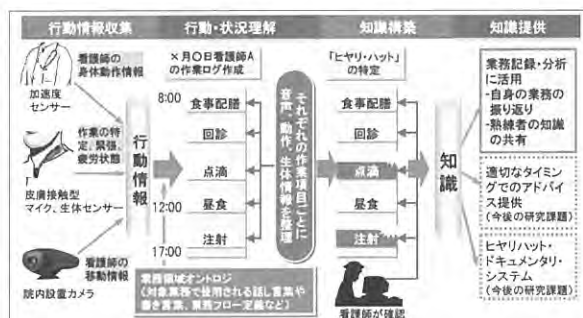 行動情報収集
行動・状況理解
知識構築
知識提供
看護師の
身体動作情報
加速度
センサー
作業の特
定、緊張、
疲労状態
皮膚接触型
マイク、生体センサー
看護師の
移動情報
院内設置カメラ
行動情報
×月〇日看護師A
の作業ログ作成
8:00
12:00
17:00
食事配膳
回診
点滴
昼食
注射
業務領域オントロジ
(対象業務で使用される話し言葉や
書き言葉、業務フロー定義など)
それぞれの作業項目ごとに
音声、動作、生体情報を整理
「ヒヤリ・ハット」
の特定
食事配膳
回診
点滴
昼食
注射
看護師が確認
知識
業務記録・分析
に活用
-自身の業務の
振り返り
-熟練者の知識
の共有
適切なタイミン
グでのアドバイ
ス提供
(今後の研究課題)
ヒヤリハット・
ドキュメンタリ・
システム
(今後の研究課題)